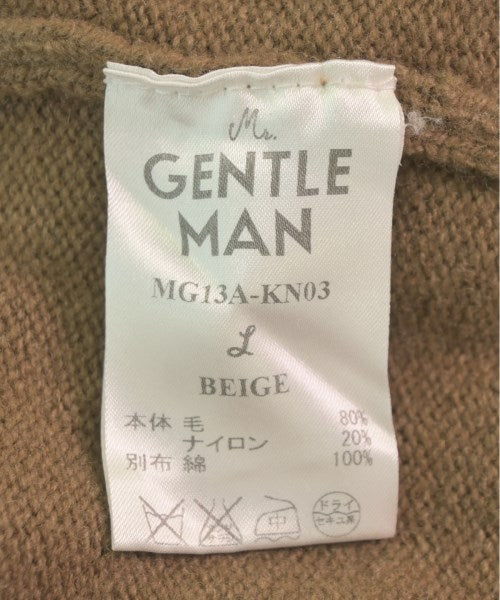 Mr.
GENTLE
MAN
MG13A-KN03
L
BEIGE
本体 毛 80%
ナイロン 20%
別布 綿 100%
中 ドライ
セキユ系